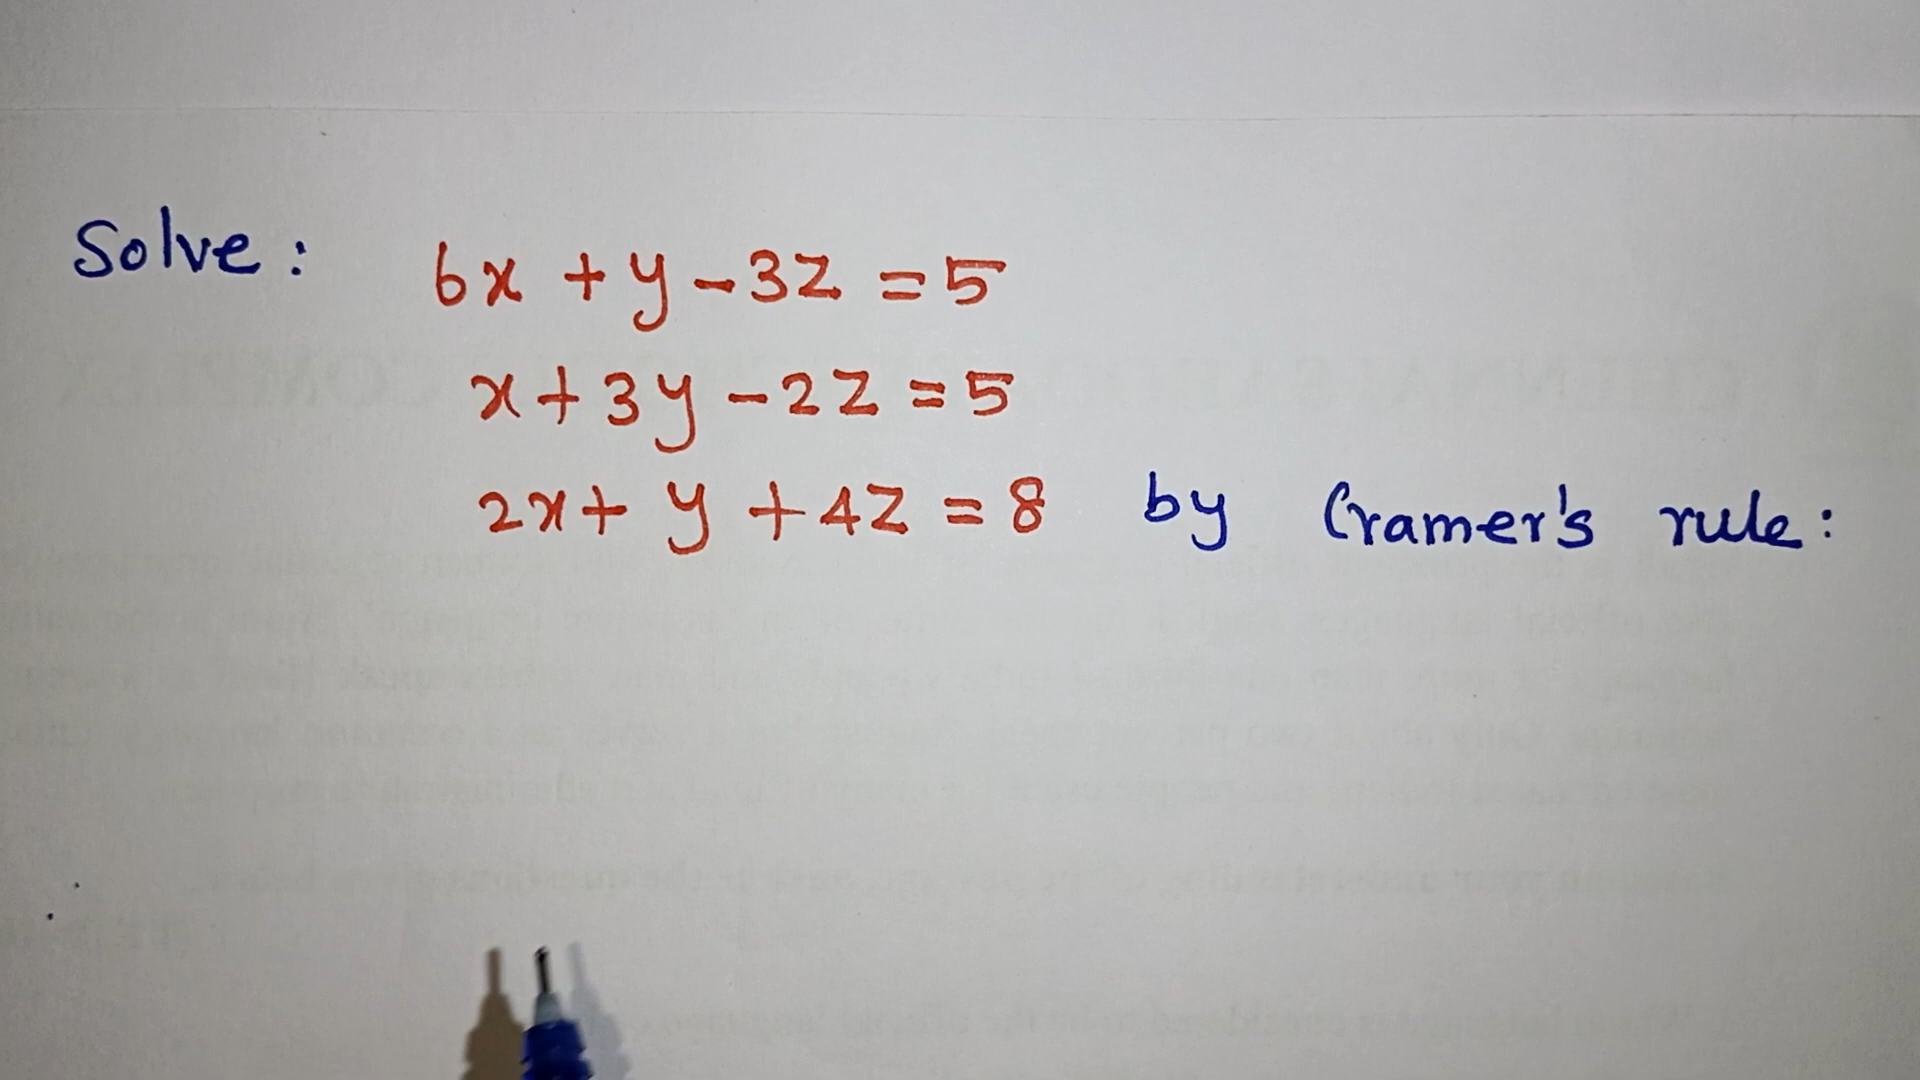 Solve: 6x + y - 3z = 5
x + 3y - 2z = 5
2x + y + 4z = 8 by Cramer's rule: